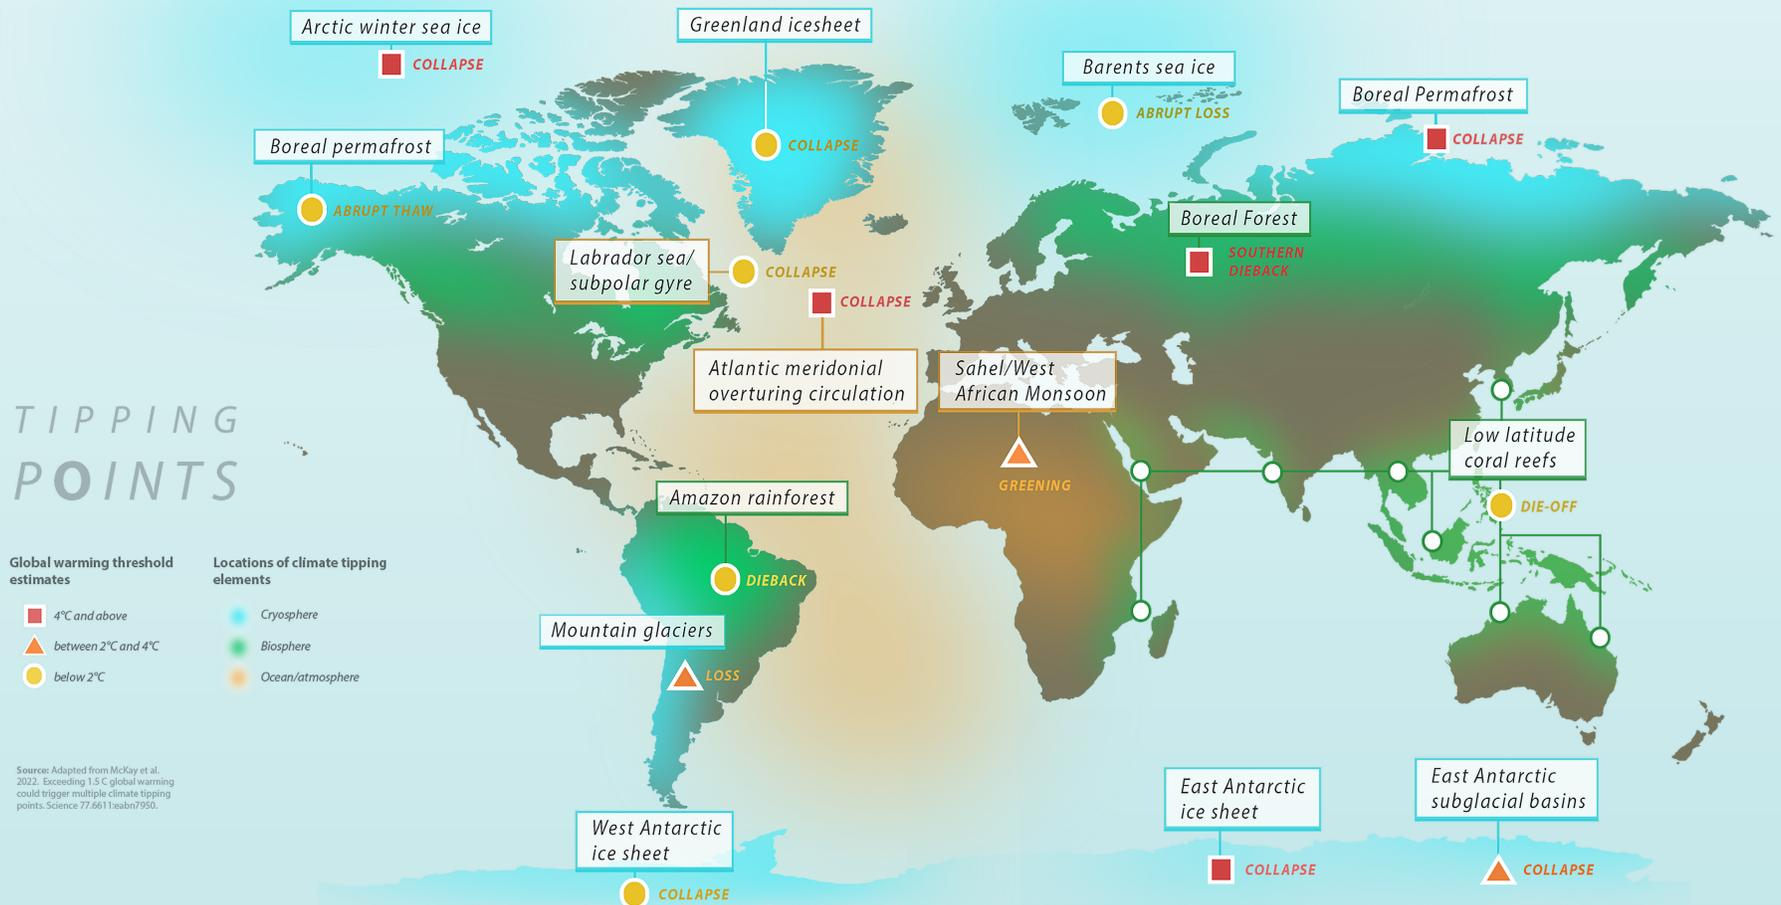 Arctic winter sea ice
COLLAPSE
Greenland icesheet
COLLAPSE
Barents sea ice
ABRUPT LOSS
Boreal Permafrost
COLLAPSE
Boreal permafrost
ABRUPT THAW
Boreal Forest
SOUTHERN
DIEBACK
Labrador sea/
subpolar gyre
COLLAPSE
COLLAPSE
Atlantic meridonial
overturing circulation
Sahel/West
African Monsoon
GREENING
Low latitude
coral reefs
DIE-OFF
TIPPING
POINTS
Amazon rainforest
DIEBACK
Global warming threshold
estimates
4°C and above
between 2°C and 4°C
below 2°C
Locations of climate tipping
elements
Cryosphere
Biosphere
Ocean/atmosphere
Mountain glaciers
LOSS
Source: Adapted from McKay et al.
2022. Exceeding 1.5 C global warming
could trigger multiple climate tipping
points. Science 77.6611:eabn7950.
West Antarctic
ice sheet
COLLAPSE
East Antarctic
ice sheet
COLLAPSE
East Antarctic
subglacial basins
COLLAPSE